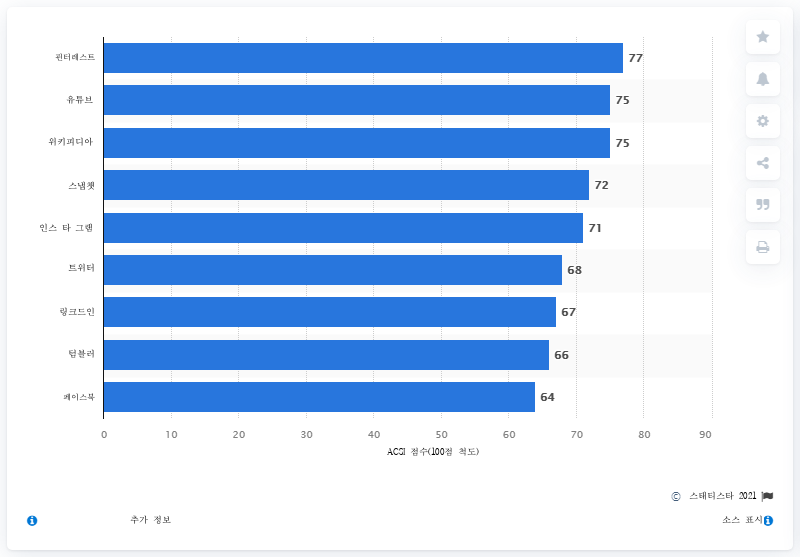 핀터레스트 77
유튜브 75
위키피디아 75
스냅챗 72
인스 타 그램 71
트위터 68
링크드인 67
텀블러 66
페이스북 64
0 10 20 30 40 50 60 70 80 90
ACSI 점수(100점 척도)
© 스태티스타 2021
추가 정보 소스 표시